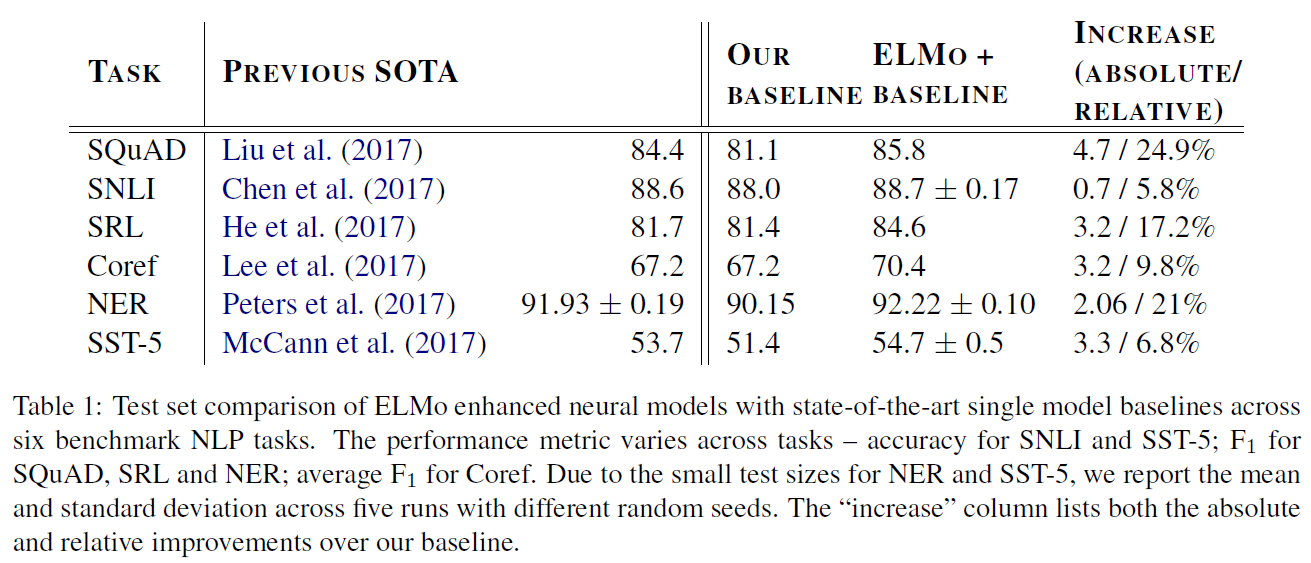 TASK PREVIOUS SOTA OUR BASELINE ELMO + BASELINE INCREASE (ABSOLUTE/ RELATIVE)
SQuAD Liu et al. (2017) 84.4 81.1 85.8 4.7 / 24.9%
SNLI Chen et al. (2017) 88.6 88.0 88.7 ± 0.17 0.7 / 5.8%
SRL He et al. (2017) 81.7 81.4 84.6 3.2 / 17.2%
Coref Lee et al. (2017) 67.2 67.2 70.4 3.2 / 9.8%
NER Peters et al. (2017) 91.93 ± 0.19 90.15 92.22 ± 0.10 2.06 / 21%
SST-5 McCann et al. (2017) 53.7 51.4 54.7 ± 0.5 3.3 / 6.8%
Table 1: Test set comparison of ELMo enhanced neural models with state-of-the-art single model baselines across
six benchmark NLP tasks. The performance metric varies across tasks – accuracy for SNLI and SST-5; F1 for
SQuAD, SRL and NER; average F1 for Coref. Due to the small test sizes for NER and SST-5, we report the mean
and standard deviation across five runs with different random seeds. The “increase” column lists both the absolute
and relative improvements over our baseline.